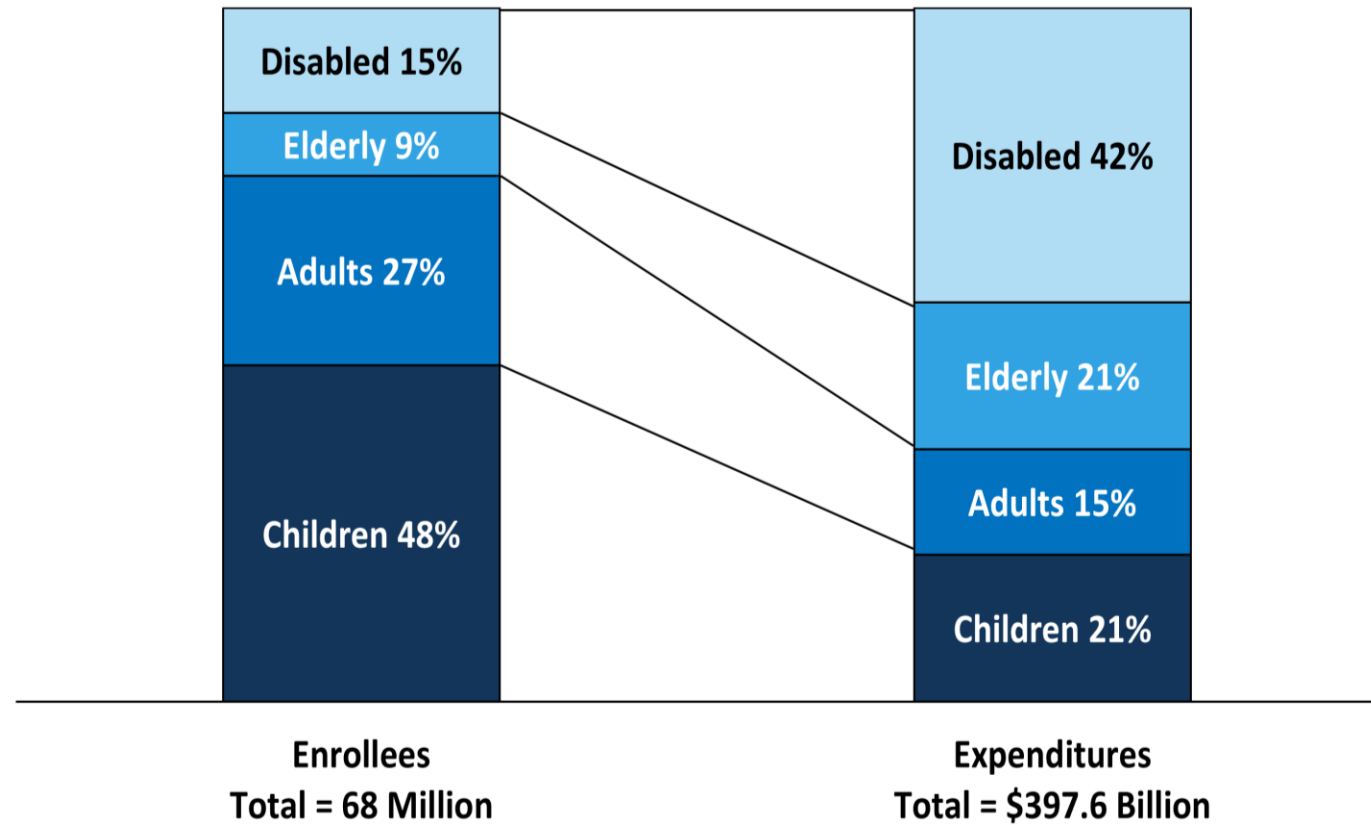 Disabled 15%
Elderly 9%
Adults 27%
Children 48%
Disabled 42%
Elderly 21%
Adults 15%
Children 21%
Enrollees
Total = 68 Million
Expenditures
Total = $397.6 Billion